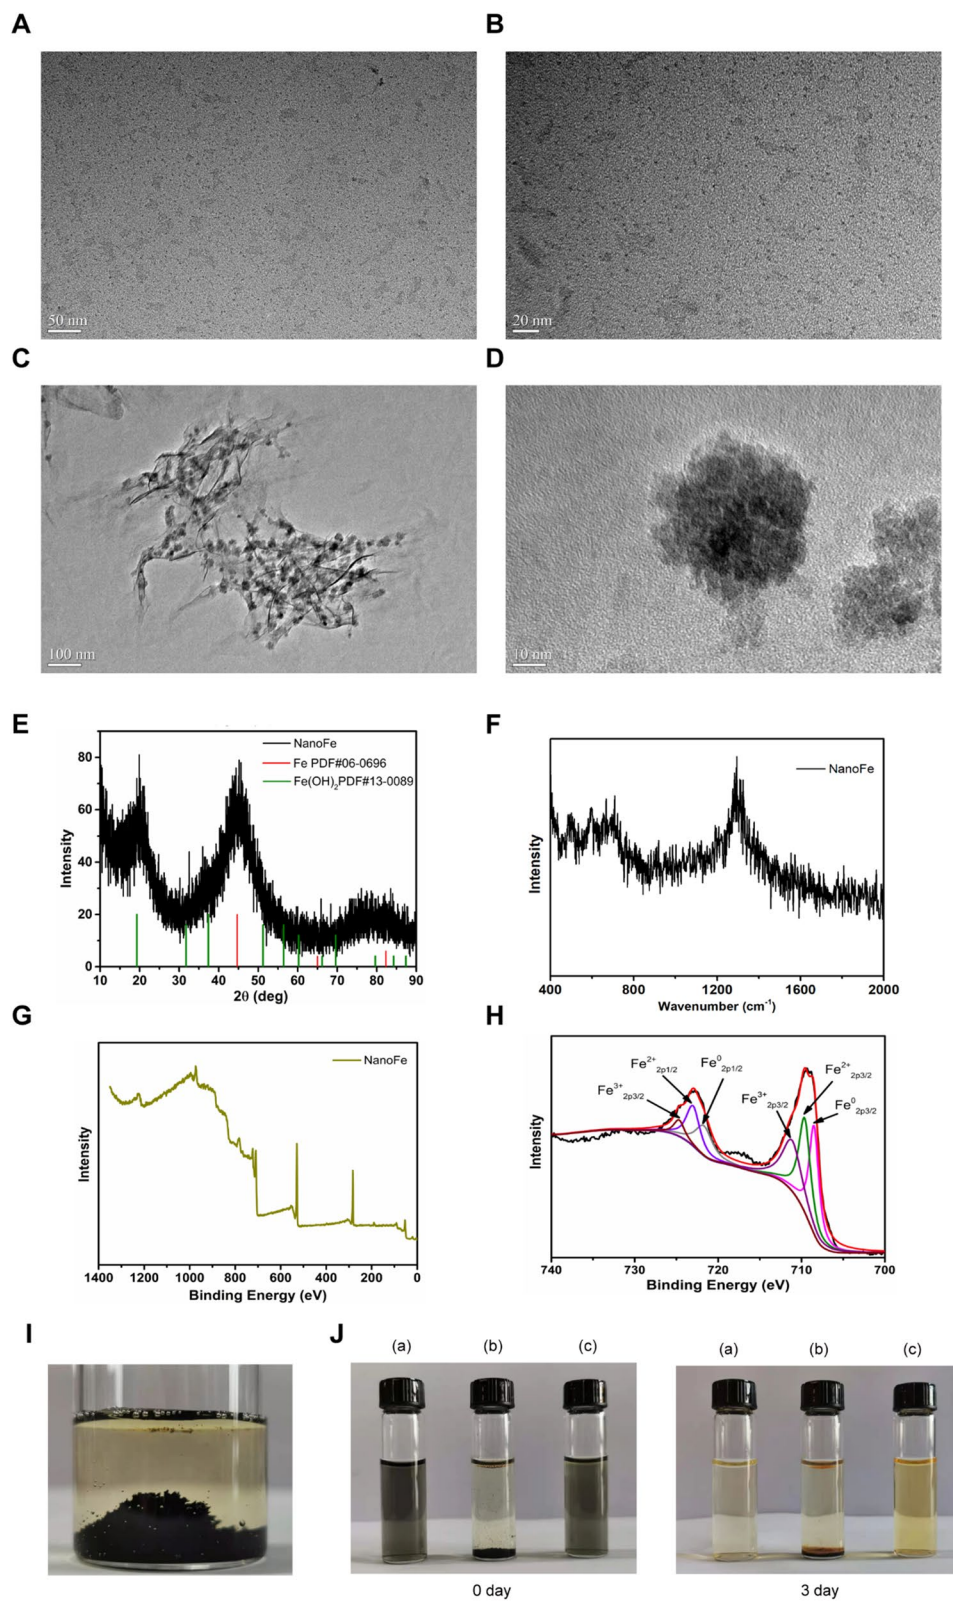 A
B
50 nm
20 nm
C
D
100 nm
10 nm
E
F
NanoFe
Fe PDF#06-0696
Fe(OH)2PDF#13-0089
80
60
40
20
0
Intensity
10 20 30 40 50 60 70 80 90
2θ (deg)
NanoFe
Intensity
400 800 1200 1600 2000
Wavenumber (cm-1)
G
H
NanoFe
Intensity
1400 1200 1000 800 600 400 200 0
Binding Energy (eV)
Fe2+2p1/2
Fe02p1/2
Fe3+2p3/2
Fe3+2p3/2
Fe2+2p3/2
Fe02p3/2
Intensity
740 730 720 710 700
Binding Energy (eV)
I
J
(a) (b) (c)
(a) (b) (c)
0 day
3 day